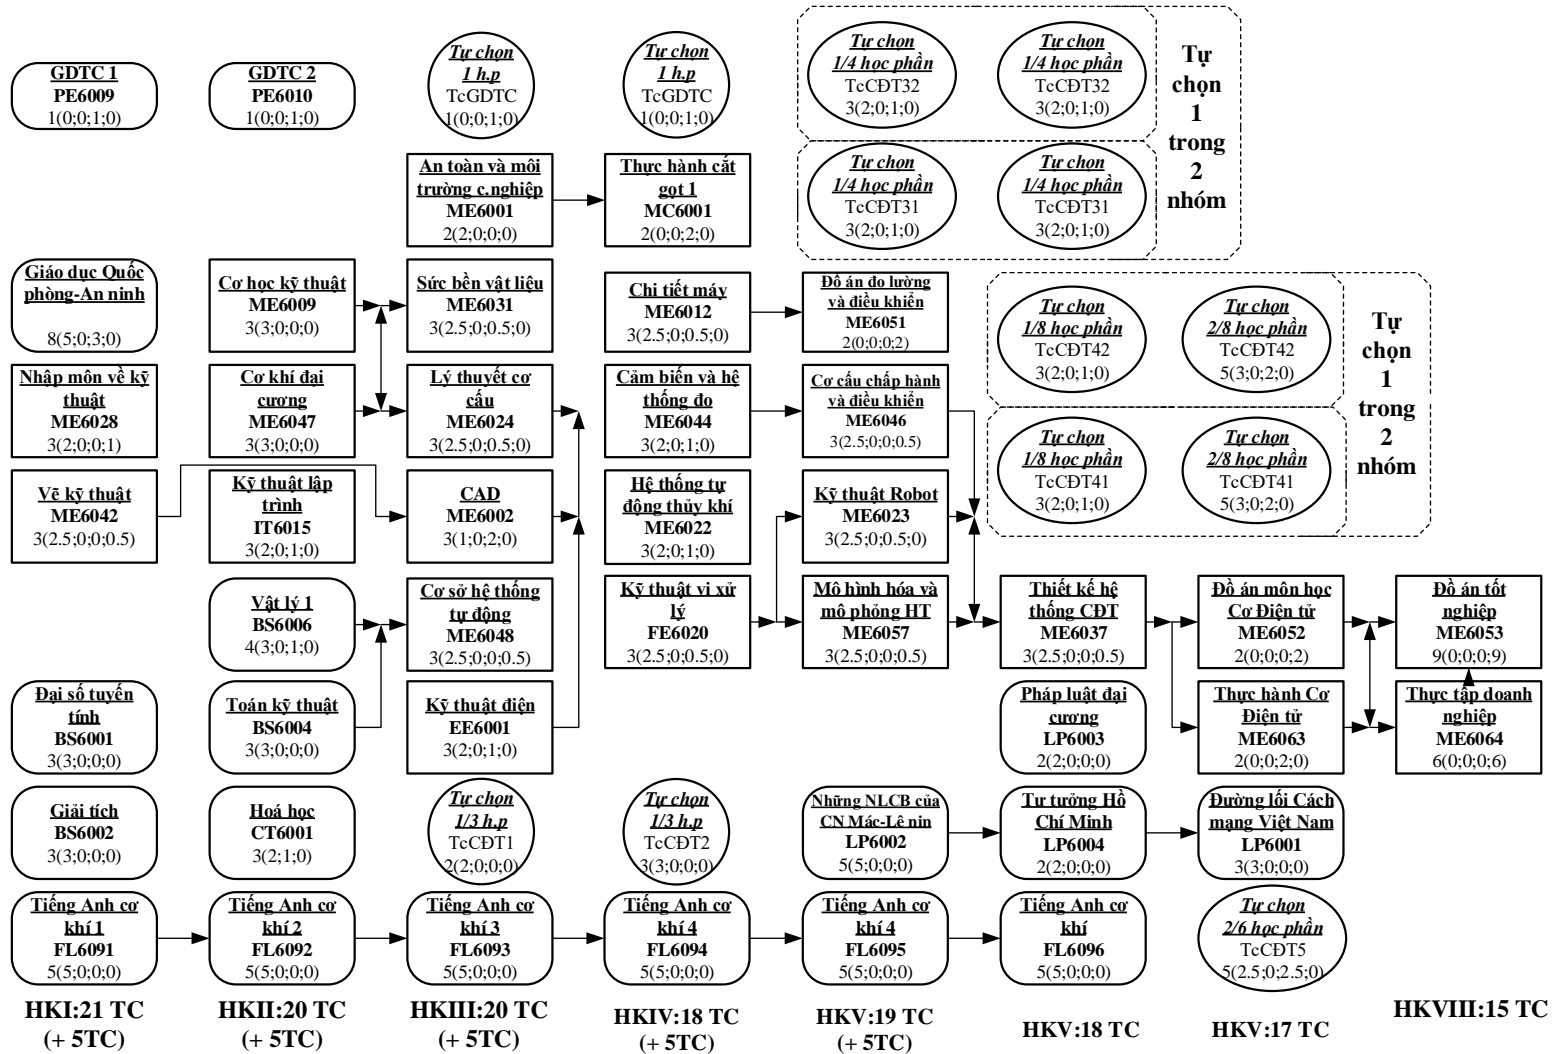 GDTC 1
PE6009
1(0;0;1;0)
GDTC 2
PE6010
1(0;0;1;0)
Tự chọn
1 h.p
TcGDTC
1(0;0;1;0)
Tự chọn
1 h.p
TcGDTC
1(0;0;1;0)
Tự chọn
1/4 học phần
TcCĐT32
3(2;0;1;0)
Tự chọn
1/4 học phần
TcCĐT32
3(2;0;1;0)
Tự
chọn
1
trong
2
nhóm
An toàn và môi
trường c.nghiệp
ME6001
2(2;0;0;0)
Thực hành cắt
gọt 1
MC6001
2(0;0;2;0)
Tự chọn
1/4 học phần
TcCĐT31
3(2;0;1;0)
Tự chọn
1/4 học phần
TcCĐT31
3(2;0;1;0)
Giáo dục Quốc
phòng-An ninh
8(5;0;3;0)
Cơ học kỹ thuật
ME6009
3(3;0;0;0)
Sức bền vật liệu
ME6031
3(2.5;0;0.5;0)
Chi tiết máy
ME6012
3(2.5;0;0.5;0)
Đồ án đo lường
và điều khiển
ME6051
2(0;0;0;2)
Tự chọn
1/8 học phần
TcCĐT42
3(2;0;1;0)
Tự chọn
2/8 học phần
TcCĐT42
5(3;0;2;0)
Tự
chọn
1
trong
2
nhóm
Nhập môn về kỹ
thuật
ME6028
3(2;0;0;1)
Cơ khí đại
cương
ME6047
3(3;0;0;0)
Lý thuyết cơ
cấu
ME6024
3(2.5;0;0.5;0)
Cảm biến và hệ
thống đo
ME6044
3(2;0;1;0)
Cơ cấu chấp hành
và điều khiển
ME6046
3(2.5;0;0;0.5)
Tự chọn
1/8 học phần
TcCĐT41
3(2;0;1;0)
Tự chọn
2/8 học phần
TcCĐT41
5(3;0;2;0)
Vẽ kỹ thuật
ME6042
3(2.5;0;0;0.5)
Kỹ thuật lập
trình
IT6015
3(2;0;1;0)
CAD
ME6002
3(1;0;2;0)
Hệ thống tự
động thủy khí
ME6022
3(2;0;1;0)
Kỹ thuật Robot
ME6023
3(2.5;0;0.5;0)
Vật lý 1
BS6006
4(3;0;1;0)
Cơ sở hệ thống
tự động
ME6048
3(2.5;0;0;0.5)
Kỹ thuật vi xử
lý
FE6020
3(2.5;0;0.5;0)
Mô hình hóa và
mô phỏng HT
ME6057
3(2.5;0;0;0.5)
Thiết kế hệ
thống CĐT
ME6037
3(2.5;0;0;0.5)
Đồ án môn học
Cơ Điện tử
ME6052
2(0;0;0;2)
Đồ án tốt
nghiệp
ME6053
9(0;0;0;9)
Đại số tuyến
tính
BS6001
3(3;0;0;0)
Toán kỹ thuật
BS6004
3(3;0;0;0)
Kỹ thuật điện
EE6001
3(2;0;1;0)
Pháp luật đại
cương
LP6003
2(2;0;0;0)
Thực hành Cơ
Điện tử
ME6063
2(0;0;2;0)
Thực tập doanh
nghiệp
ME6064
6(0;0;0;6)
Giải tích
BS6002
3(3;0;0;0)
Hoá học
CT6001
3(2;1;0)
Tự chọn
1/3 h.p
TcCĐT1
2(2;0;0;0)
Tự chọn
1/3 h.p
TcCĐT2
3(3;0;0;0)
Những NLCB của
CN Mác-Lê nin
LP6002
5(5;0;0;0)
Tư tưởng Hồ
Chí Minh
LP6004
2(2;0;0;0)
Đường lối Cách
mạng Việt Nam
LP6001
3(3;0;0;0)
Tiếng Anh cơ
khí 1
FL6091
5(5;0;0;0)
Tiếng Anh cơ
khí 2
FL6092
5(5;0;0;0)
Tiếng Anh cơ
khí 3
FL6093
5(5;0;0;0)
Tiếng Anh cơ
khí 4
FL6094
5(5;0;0;0)
Tiếng Anh cơ
khí 4
FL6095
5(5;0;0;0)
Tiếng Anh cơ
khí
FL6096
5(5;0;0;0)
Tự chọn
2/6 học phần
TcCĐT5
5(2.5;0;2.5;0)
HKI:21 TC
(+ 5TC)
HKII:20 TC
(+ 5TC)
HKIII:20 TC
(+ 5TC)
HKIV:18 TC
(+ 5TC)
HKV:19 TC
(+ 5TC)
HKV:18 TC
HKV:17 TC
HKVIII:15 TC